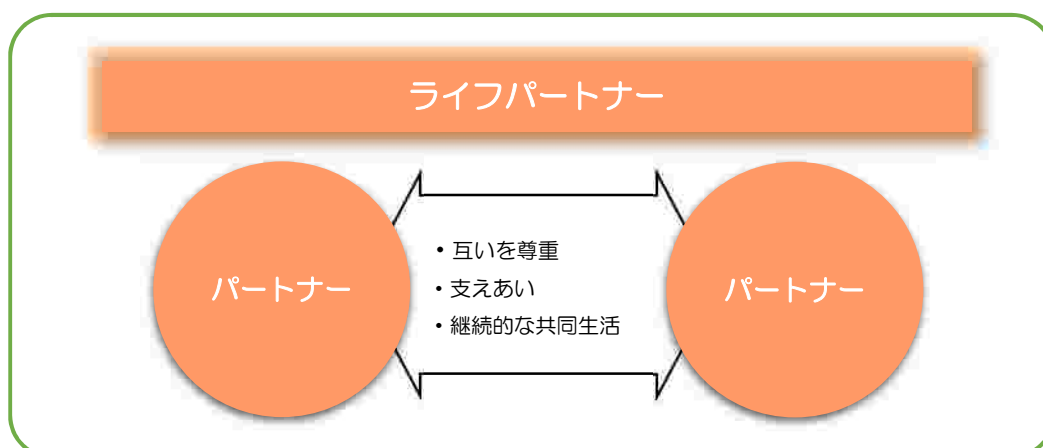 ライフパートナー
パートナー
・互いを尊重
・支えあい
・継続的な共同生活
パートナー